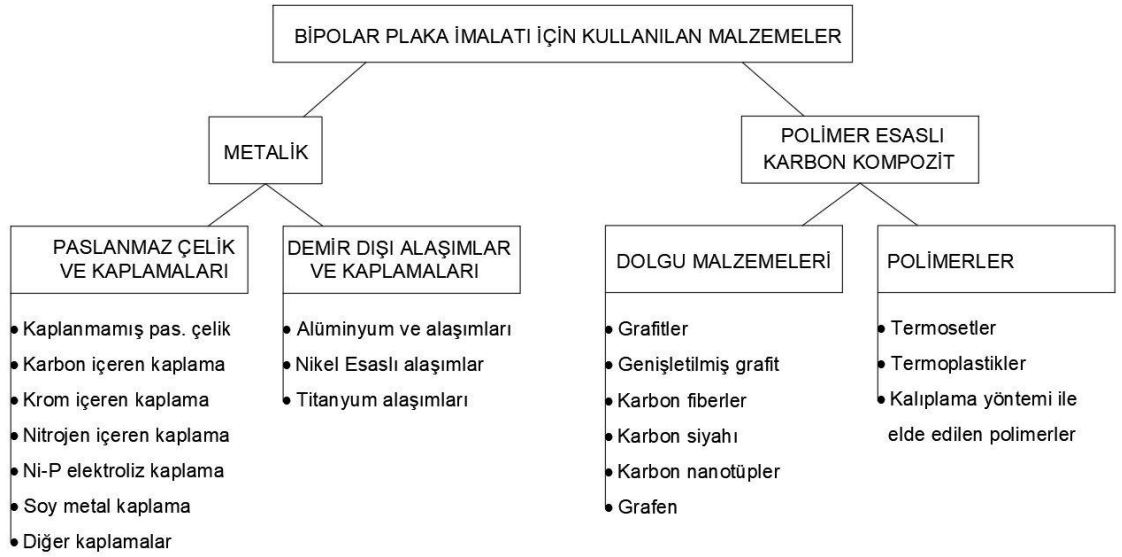 BİPOLAR PLAKA İMALATI İÇİN KULLANILAN MALZEMELER
METALİK
POLİMER ESASLI
KARBON KOMPOZİT
PASLANMAZ ÇELİK
VE KAPLAMALARI
DEMİR DIŞI ALAŞIMLAR
VE KAPLAMALARI
DOLGU MALZEMELERİ
POLİMERLER
• Kaplanmamış pas. çelik
• Karbon içeren kaplama
• Krom içeren kaplama
• Nitrojen içeren kaplama
• Ni-P elektroliz kaplama
• Soy metal kaplama
• Diğer kaplamalar
• Alüminyum ve alaşımları
• Nikel Esaslı alaşımlar
• Titanyum alaşımları
• Grafitler
• Genişletilmiş grafit
• Karbon fiberler
• Karbon siyahı
• Karbon nanotüpler
• Grafen
• Termosetler
• Termoplastikler
• Kalıplama yöntemi ile
elde edilen polimerler